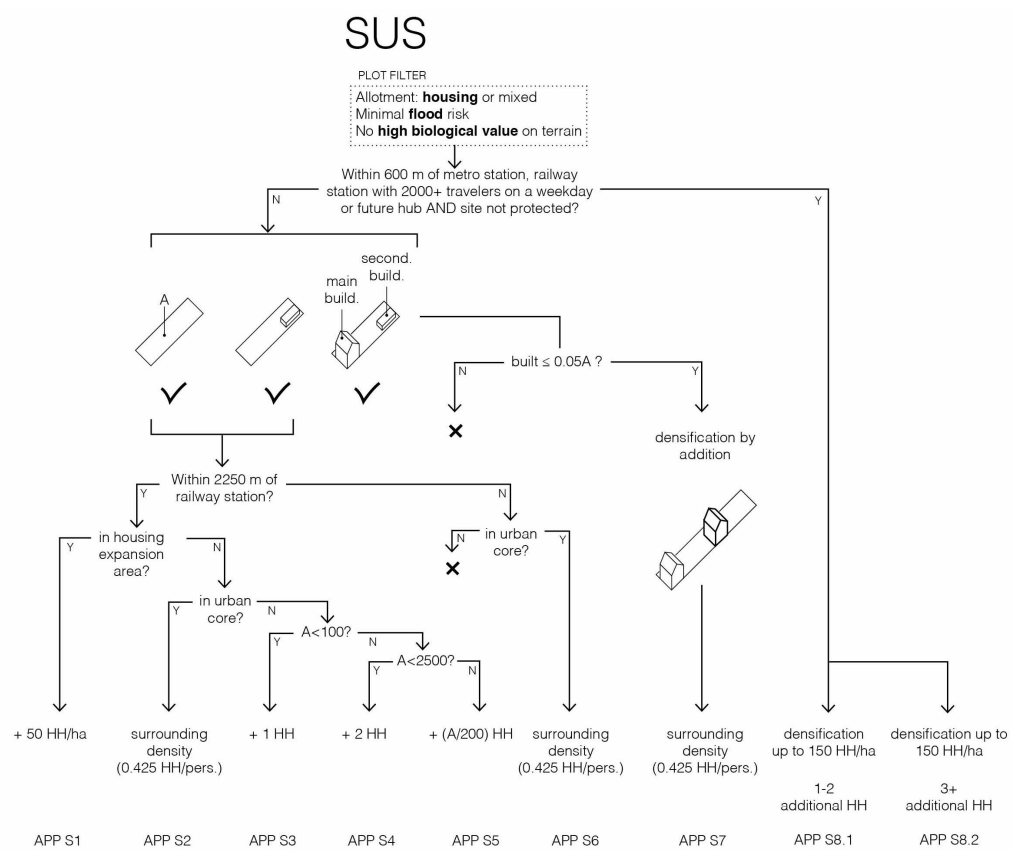 SUS
PLOT FILTER
Allotment: housing or mixed
Minimal flood risk
No high biological value on terrain
Within 600 m of metro station, railway
station with 2000+ travelers on a weekday
or future hub AND site not protected?
N
Y
second.
build.
main
build.
A
built ≤ 0.05A ?
N
Y
densification by
addition
Within 2250 m of
railway station?
Y
N
in housing
expansion
area?
Y
N
in urban
core?
N
Y
in urban
core?
Y
N
A<100?
Y
N
A<2500?
Y
N
+ 50 HH/ha
surrounding
density
(0.425 HH/pers.)
+ 1 HH
+ 2 HH
+ (A/200) HH
surrounding
density
(0.425 HH/pers.)
surrounding
density
(0.425 HH/pers.)
densification
up to 150 HH/ha
1-2
additional HH
densification up to
150 HH/ha
3+
additional HH
APP S1
APP S2
APP S3
APP S4
APP S5
APP S6
APP S7
APP S8.1
APP S8.2